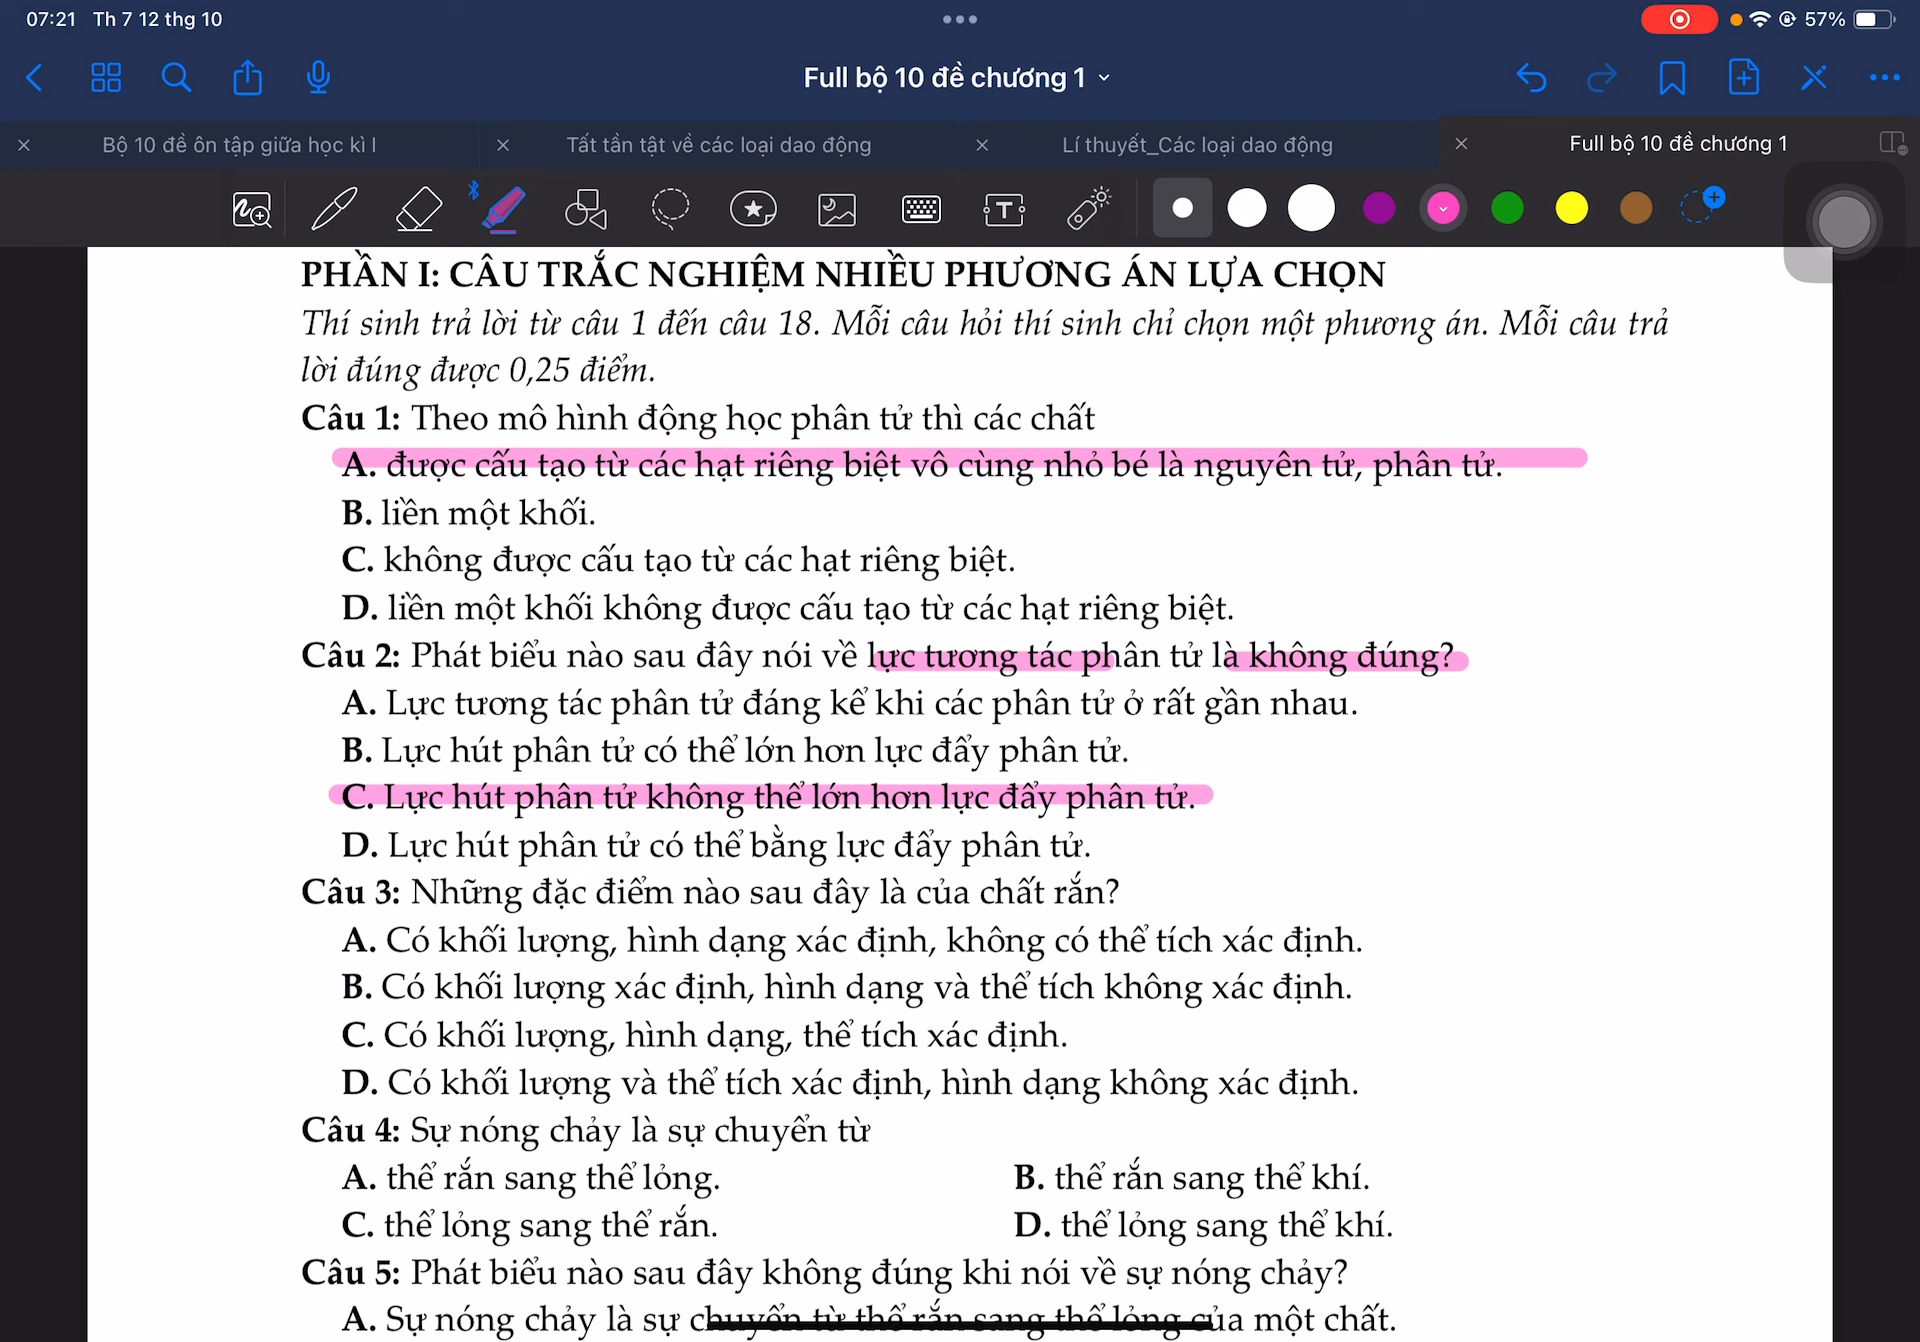 07:21 Th 7 12 thg 10
57%
Full bộ 10 đề chương 1
Bộ 10 đề ôn tập giữa học kì I
Tất tần tật về các loại dao động
Lí thuyết_Các loại dao động
Full bộ 10 đề chương 1
PHẦN I: CÂU TRẮC NGHIỆM NHIỀU PHƯƠNG ÁN LỰA CHỌN
Thí sinh trả lời từ câu 1 đến câu 18. Mỗi câu hỏi thí sinh chỉ chọn một phương án. Mỗi câu trả
lời đúng được 0,25 điểm.
Câu 1: Theo mô hình động học phân tử thì các chất
A. được cấu tạo từ các hạt riêng biệt vô cùng nhỏ bé là nguyên tử, phân tử.
B. liền một khối.
C. không được cấu tạo từ các hạt riêng biệt.
D. liền một khối không được cấu tạo từ các hạt riêng biệt.
Câu 2: Phát biểu nào sau đây nói về lực tương tác phân tử là không đúng?
A. Lực tương tác phân tử đáng kể khi các phân tử ở rất gần nhau.
B. Lực hút phân tử có thể lớn hơn lực đẩy phân tử.
C. Lực hút phân tử không thể lớn hơn lực đẩy phân tử.
D. Lực hút phân tử có thể bằng lực đẩy phân tử.
Câu 3: Những đặc điểm nào sau đây là của chất rắn?
A. Có khối lượng, hình dạng xác định, không có thể tích xác định.
B. Có khối lượng xác định, hình dạng và thể tích không xác định.
C. Có khối lượng, hình dạng, thể tích xác định.
D. Có khối lượng và thể tích xác định, hình dạng không xác định.
Câu 4: Sự nóng chảy là sự chuyển từ
A. thể rắn sang thể lỏng. B. thể rắn sang thể khí.
C. thể lỏng sang thể rắn. D. thể lỏng sang thể khí.
Câu 5: Phát biểu nào sau đây không đúng khi nói về sự nóng chảy?
A. Sự nóng chảy là sự chuyển từ thể rắn sang thể lỏng của một chất.